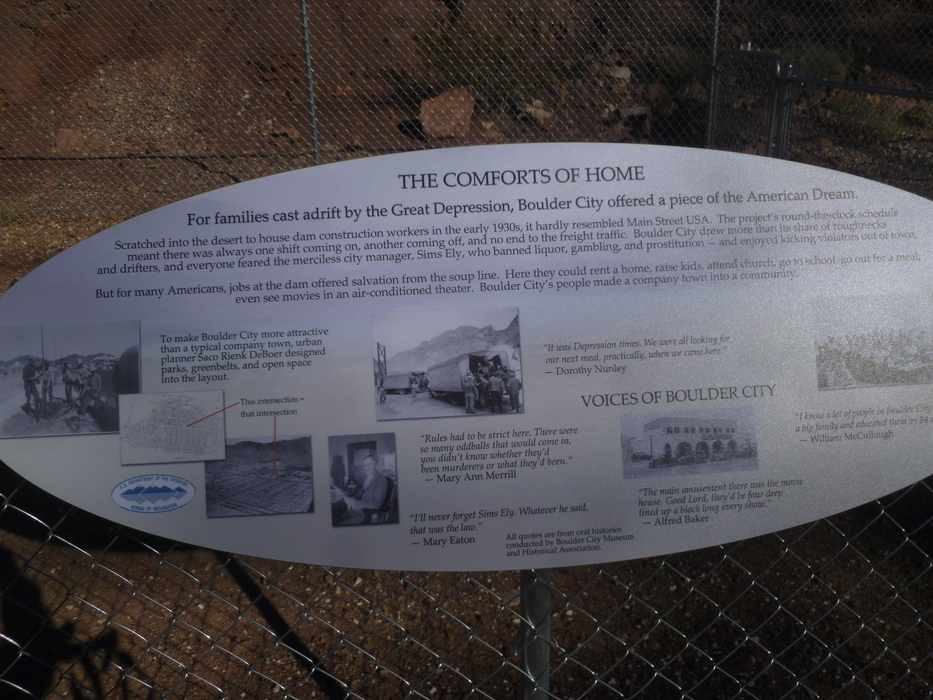 THE COMFORTS OF HOME
For families cast adrift by the Great Depression, Boulder City offered a piece of the American Dream.
Scratched into the desert to house dam construction workers in the early 1930s, it hardly resembled Main Street USA. The project's round-the-clock schedule
meant there was always one shift coming on, another coming off, and no end to the freight traffic. Boulder City drew more than its share of roughnecks
and drifters, and everyone feared the merciless city manager, Sims Ely, who banned liquor, gambling, and prostitution – and enjoyed kicking violators out of town.
But for many Americans, jobs at the dam offered salvation from the soup line. Here they could rent a home, raise kids, attend church, go to school, go out for a meal,
even see movies in an air-conditioned theater. Boulder City's people made a company town into a community.
To make Boulder City more attractive
than a typical company town, urban
planner Saco Rienk DeBoer designed
parks, greenbelts, and open space
into the layout.
This intersection =
that intersection
U.S. DEPARTMENT OF THE INTERIOR
BUREAU OF RECLAMATION
"It was Depression times. We were all looking for
our next meal, practically, when we came here."
— Dorothy Nunley
VOICES OF BOULDER CITY
"Rules had to be strict here. There were
so many oddballs that would come in,
you didn't know whether they'd
been murderers or what they'd been."
— Mary Ann Merrill
"I'll never forget Sims Ely. Whatever he said,
that was the law."
— Mary Eaton
All quotes are from oral histories
conducted by Boulder City Museum
and Historical Association.
"The main amusement there was the movie
house. Good Lord, they'd be four deep
lined up a block long every show."
— Alfred Baker
"I know a lot of people in Boulder City
a big family and educated them on $4 a
— William McCullough